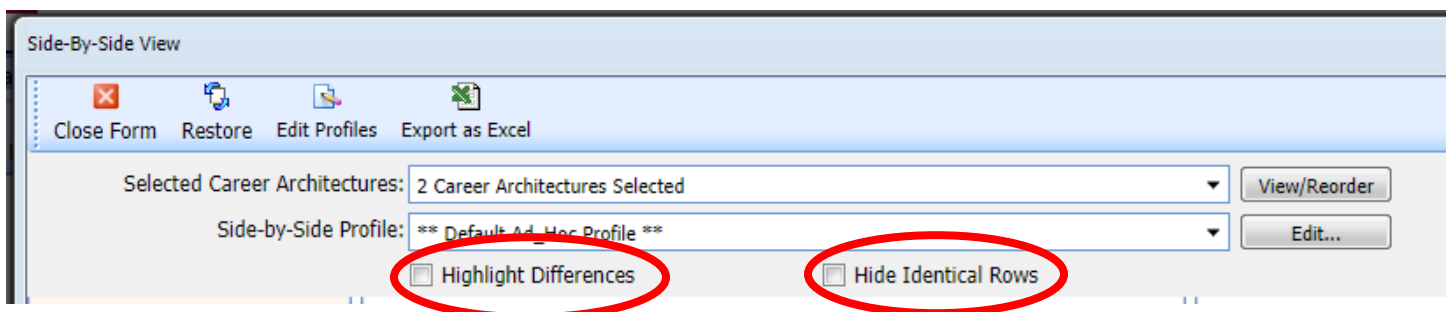 Side-By-Side View
Close Form Restore Edit Profiles Export as Excel
Selected Career Architectures: 2 Career Architectures Selected View/Reorder
Side-by-Side Profile: ** Default Ad_Hoc Profile ** Edit...
Highlight Differences Hide Identical Rows